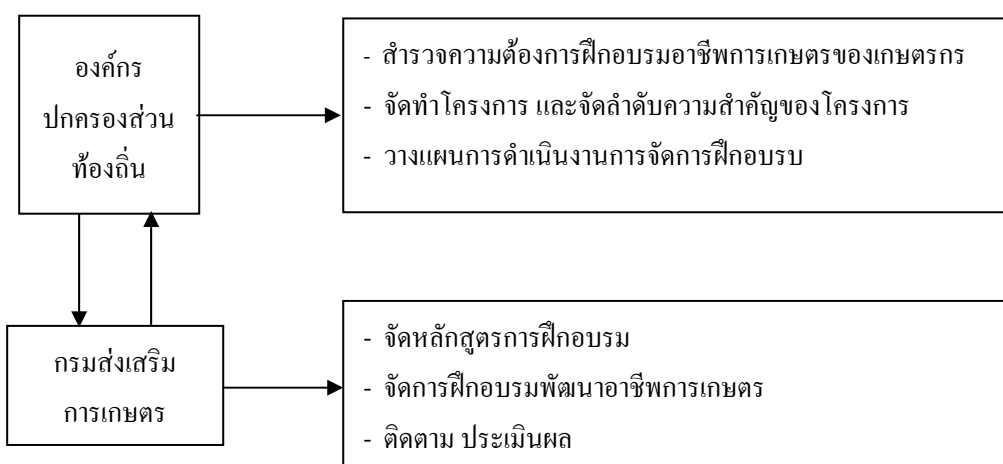 องค์กร
ปกครองส่วน
ท้องถิ่น
- สำรวจความต้องการฝึกอบรมอาชีพการเกษตรของเกษตรกร
- จัดทำโครงการ และจัดลำดับความสำคัญของโครงการ
- วางแผนการดำเนินงานการจัดการฝึกอบรบ
กรมส่งเสริม
การเกษตร
- จัดหลักสูตรการฝึกอบรม
- จัดการฝึกอบรมพัฒนาอาชีพการเกษตร
- ติดตาม ประเมินผล